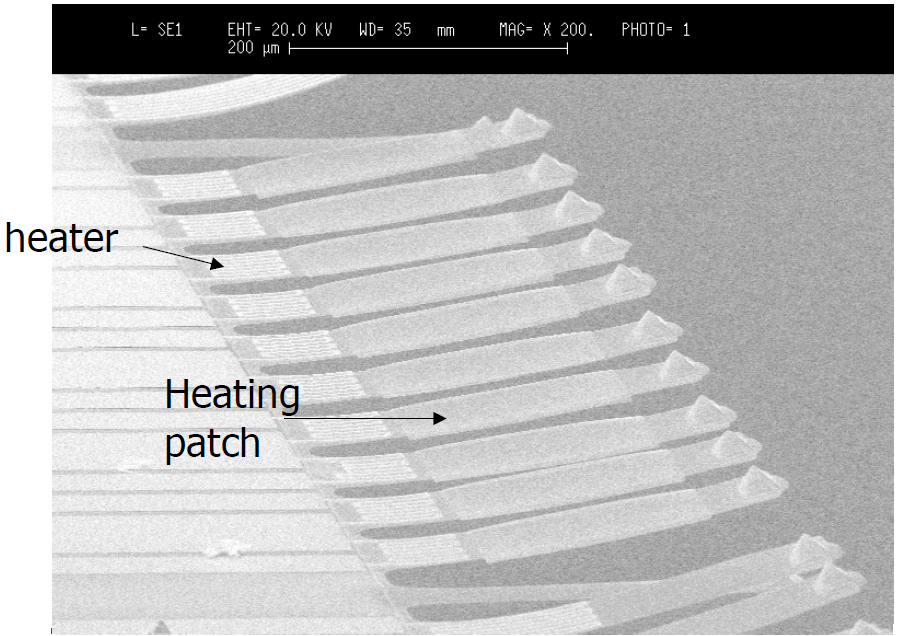 L= SE1 EHT= 20.0 KV WD= 35 mm MAG= X 200. PHOTO= 1
200 µm
heater
Heating
patch